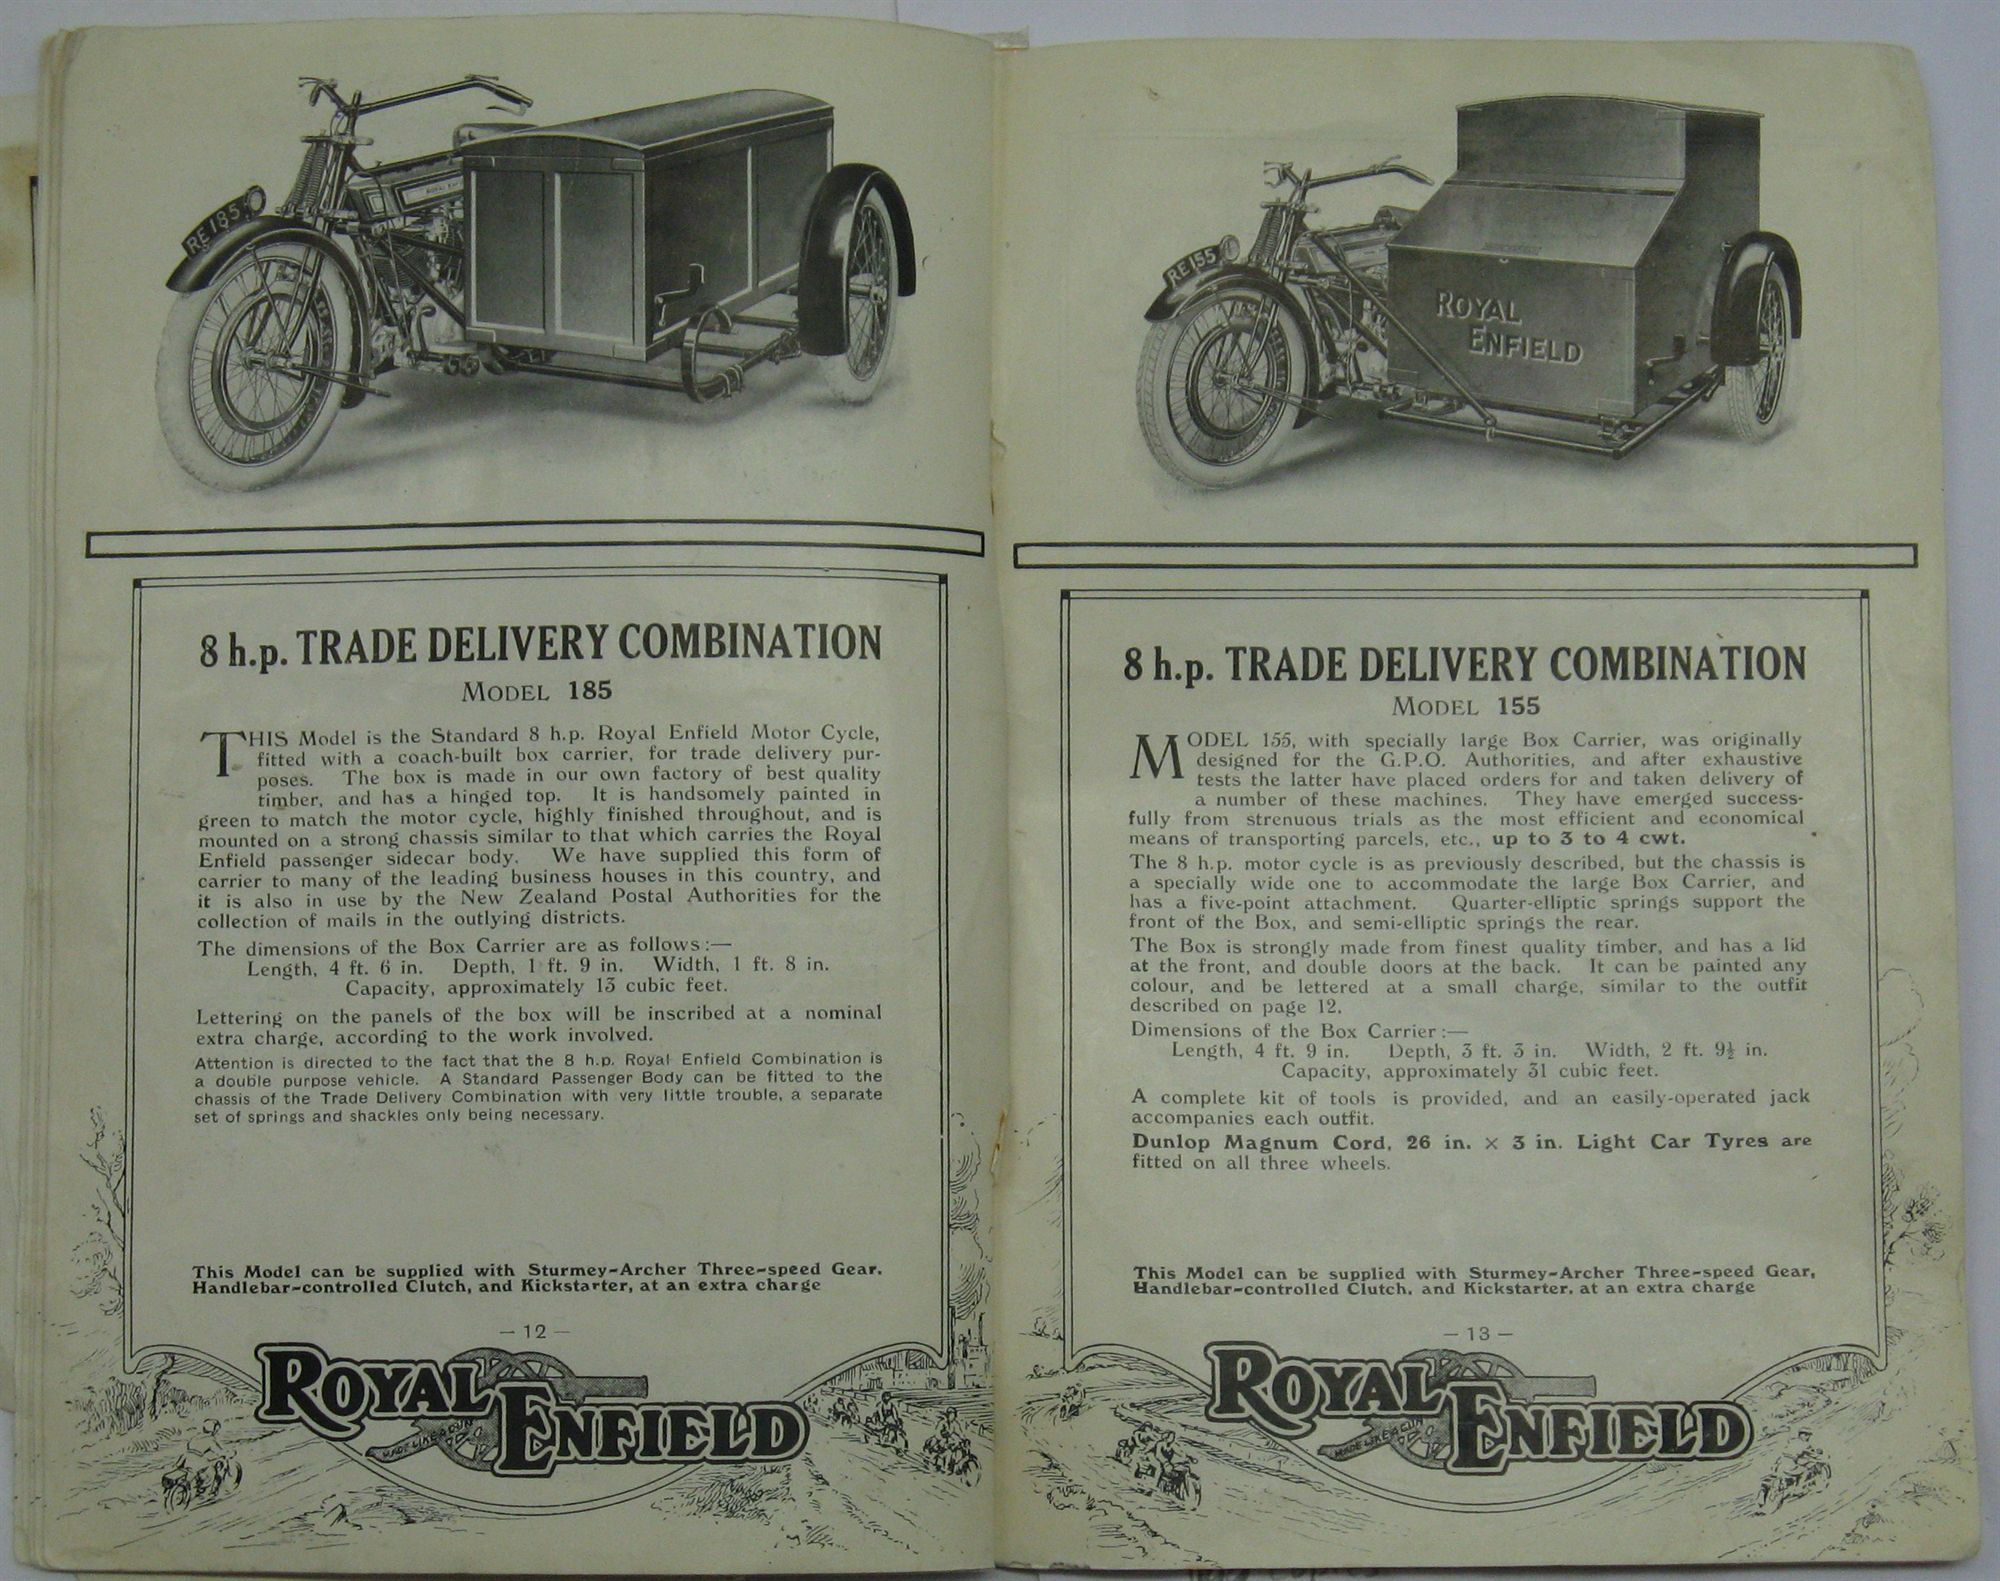 ROYAL ENFIELD
RE 185
8 h.p. TRADE DELIVERY COMBINATION
MODEL 185
THIS Model is the Standard 8 h.p. Royal Enfield Motor Cycle,
fitted with a coach-built box carrier, for trade delivery pur-
poses. The box is made in our own factory of best quality
timber, and has a hinged top. It is handsomely painted in
green to match the motor cycle, highly finished throughout, and is
mounted on a strong chassis similar to that which carries the Royal
Enfield passenger sidecar body. We have supplied this form of
carrier to many of the leading business houses in this country, and
it is also in use by the New Zealand Postal Authorities for the
collection of mails in the outlying districts.
The dimensions of the Box Carrier are as follows:—
Length, 4 ft. 6 in. Depth, 1 ft. 9 in. Width, 1 ft. 8 in.
Capacity, approximately 13 cubic feet.
Lettering on the panels of the box will be inscribed at a nominal
extra charge, according to the work involved.
Attention is directed to the fact that the 8 h.p. Royal Enfield Combination is
a double purpose vehicle. A Standard Passenger Body can be fitted to the
chassis of the Trade Delivery Combination with very little trouble, a separate
set of springs and shackles only being necessary.
This Model can be supplied with Sturmey-Archer Three-speed Gear,
Handlebar-controlled Clutch, and Kickstarter, at an extra charge
— 12 —
ROYAL
ENFIELD
MADE LIKE A GUN
RE 155
ROYAL
ENFIELD
8 h.p. TRADE DELIVERY COMBINATION
MODEL 155
MODEL 155, with specially large Box Carrier, was originally
designed for the G.P.O. Authorities, and after exhaustive
tests the latter have placed orders for and taken delivery of
a number of these machines. They have emerged success-
fully from strenuous trials as the most efficient and economical
means of transporting parcels, etc., up to 3 to 4 cwt.
The 8 h.p. motor cycle is as previously described, but the chassis is
a specially wide one to accommodate the large Box Carrier, and
has a five-point attachment. Quarter-elliptic springs support the
front of the Box, and semi-elliptic springs the rear.
The Box is strongly made from finest quality timber, and has a lid
at the front, and double doors at the back. It can be painted any
colour, and be lettered at a small charge, similar to the outfit
described on page 12.
Dimensions of the Box Carrier:—
Length, 4 ft. 9 in. Depth, 3 ft. 3 in. Width, 2 ft. 9½ in.
Capacity, approximately 31 cubic feet.
A complete kit of tools is provided, and an easily-operated jack
accompanies each outfit.
Dunlop Magnum Cord, 26 in. × 3 in. Light Car Tyres are
fitted on all three wheels.
This Model can be supplied with Sturmey-Archer Three-speed Gear,
Handlebar-controlled Clutch, and Kickstarter, at an extra charge
— 13 —
ROYAL
ENFIELD
MADE LIKE A GUN